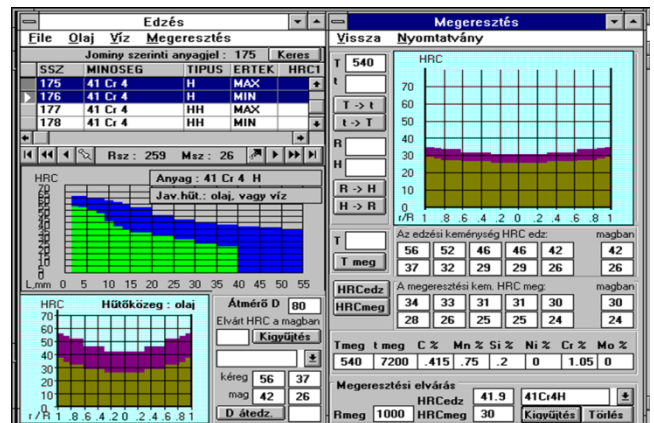 Edzés
File Olaj Víz Megeresztés
Jominy szerinti anyagjel : 175 Keres
SSZ MINOSEG TIPUS ERTEK HRC1
175 41 Cr 4 H MAX
176 41 Cr 4 H MIN
177 41 Cr 4 HH MAX
178 41 Cr 4 HH MIN
Rsz : 259 Msz : 26
HRC
Anyag : 41 Cr 4 H
Jav.hüt.: olaj, vagy víz
70
65
60
55
50
45
40
35
30
25
20
15
10
5
0
L,mm 0 5 10 15 20 25 30 35 40 45 50 55
HRC Hűtőközeg : olaj
70
60
50
40
30
20
10
r / R 1 .8 .6 .4 .2 0 .2 .4 .6 .8 1
Átmérő D 80
Elvárt HRC a magban
Kigyüjtés
kéreg 56 37
mag 42 26
D átedz.
Megeresztés
Vissza Nyomtatvány
T 540
t
T -> t
t -> T
R
H
R -> H
H -> R
T
T meg
HRCedz
HRCmeg
HRC
70
60
50
40
30
20
10
0
r/R 1 .8 .6 .4 .2 0 .2 .4 .6 .8 1
Az edzési keménység HRC edz: magban
56 52 46 46 42 42
37 32 29 29 26 26
A megeresztési kem. HRC meg: magban
34 33 31 31 30 30
28 26 25 25 24 24
Tmeg t meg C % Mn % Si % Ni % Cr % Mo %
540 7200 .415 .75 .2 0 1.05 0
Megeresztési elvárás
HRCedz 41.9 41Cr4H
Rmeg 1000 HRCmeg 30 Kigyüjtés Törlés